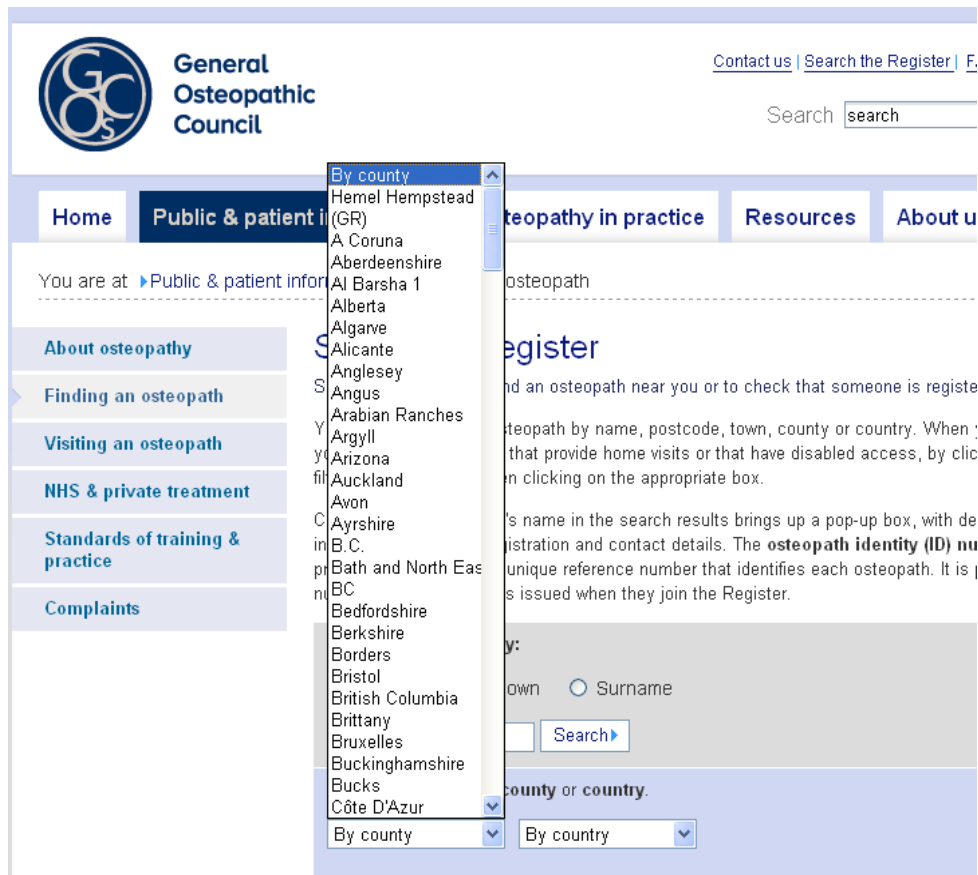 General
Osteopathic
Council
Contact us | Search the Register |
Search search
Home Public & patient teopathy in practice Resources About u
You are at Public & patient infor osteopath
About osteopathy
Finding an osteopath
Visiting an osteopath
NHS & private treatment
Standards of training &
practice
Complaints
By county
Hemel Hempstead
(GR)
A Coruna
Aberdeenshire
Al Barsha 1
Alberta
Algarve
Alicante
Anglesey
Angus
Arabian Ranches
Argyll
Arizona
Auckland
Avon
Ayrshire
B.C.
Bath and North Eas
BC
Bedfordshire
Berkshire
Borders
Bristol
British Columbia
Brittany
Bruxelles
Buckinghamshire
Bucks
Côte D'Azur
S egister
S nd an osteopath near you or to check that someone is registe
steopath by name, postcode, town, county or country. When
that provide home visits or that have disabled access, by clic
en clicking on the appropriate box.
's name in the search results brings up a pop-up box, with de
gistration and contact details. The osteopath identity (ID) nu
unique reference number that identifies each osteopath. It is p
s issued when they join the Register.
y:
own Surname
Search
county or country.
By county By country